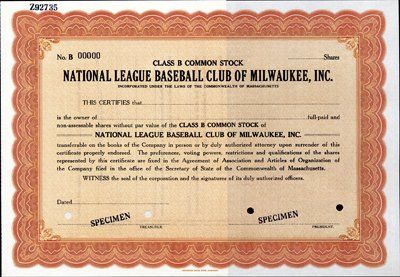 Z92735
No. B 00000
Shares
CLASS B COMMON STOCK
NATIONAL LEAGUE BASEBALL CLUB OF MILWAUKEE, INC.
INCORPORATED UNDER THE LAWS OF THE COMMONWEALTH OF MASSACHUSETTS
THIS CERTIFIES that
is the owner of full-paid and
non-assessable shares without par value of the CLASS B COMMON STOCK of
NATIONAL LEAGUE BASEBALL CLUB OF MILWAUKEE, INC.
transferable on the books of the Company in person or by duly authorized attorney upon surrender of this
certificate properly endorsed. The preferences, voting powers, restrictions and qualifications of the shares
represented by this certificate are fixed in the Agreement of Association and Articles of Organization of
the Company filed in the office of the Secretary of State of the Commonwealth of Massachusetts.
WITNESS the seal of the corporation and the signatures of its duly authorized officers.
Dated
SPECIMEN SPECIMEN
TREASURER PRESIDENT